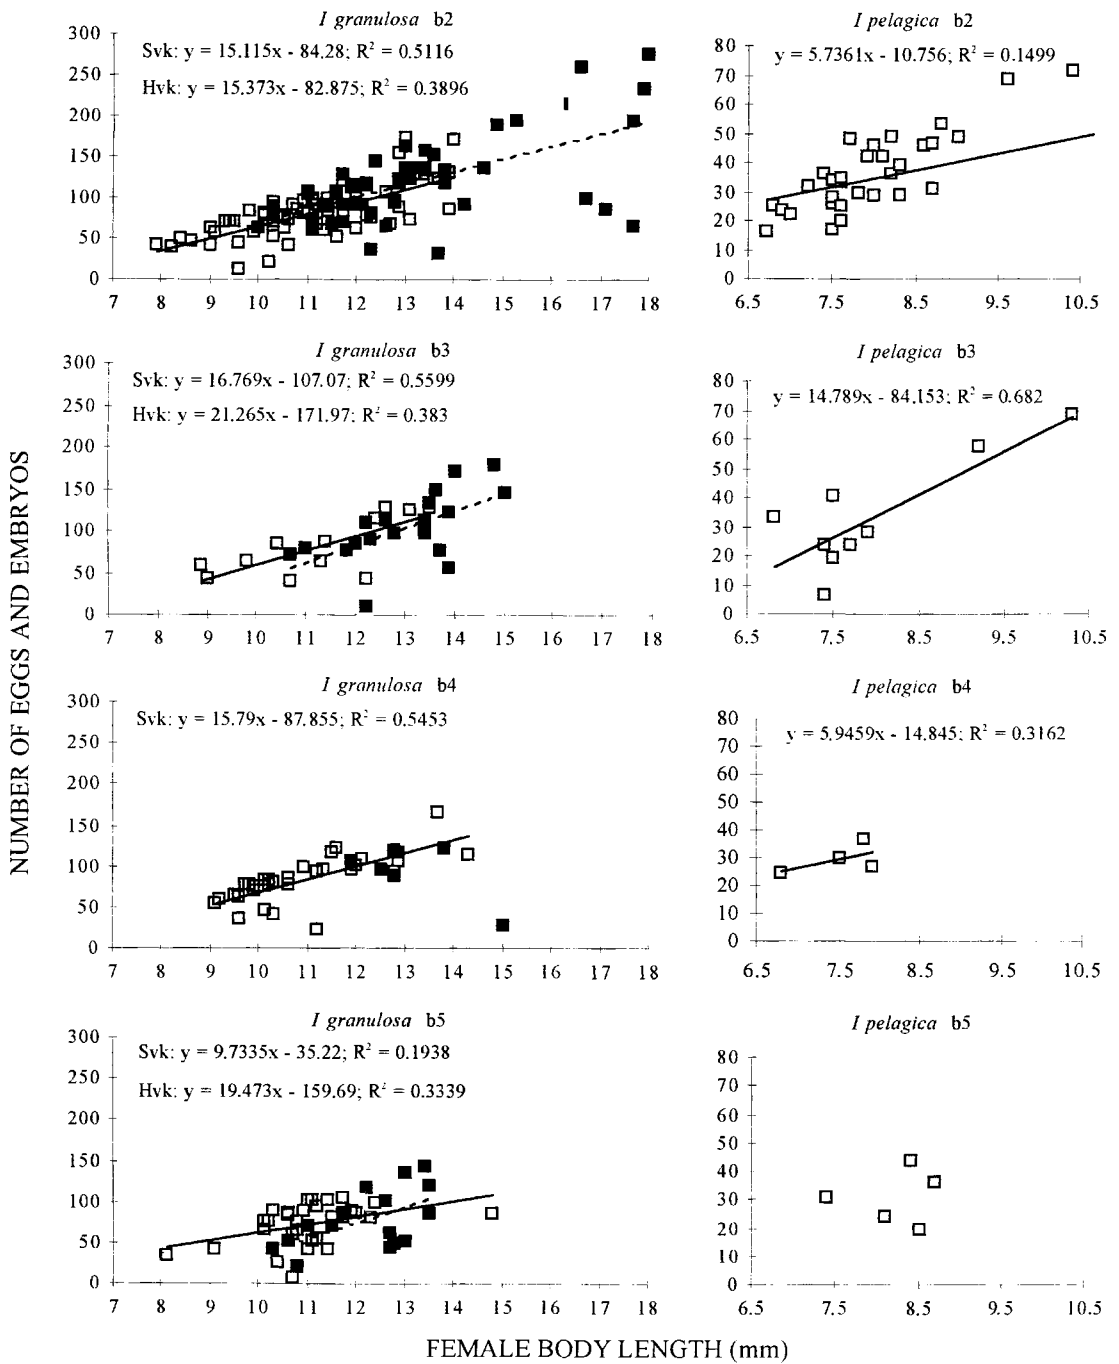 NUMBER OF EGGS AND EMBRYOS
I granulosa b2
Svk: y = 15.115x - 84.28; R² = 0.5116
Hvk: y = 15.373x - 82.875; R² = 0.3896
300
250
200
150
100
50
0
7 8 9 10 11 12 13 14 15 16 17 18
I pelagica b2
y = 5.7361x - 10.756; R² = 0.1499
80
70
60
50
40
30
20
10
0
6.5 7.5 8.5 9.5 10.5
I granulosa b3
Svk: y = 16.769x - 107.07; R² = 0.5599
Hvk: y = 21.265x - 171.97; R² = 0.383
300
250
200
150
100
50
0
7 8 9 10 11 12 13 14 15 16 17 18
I pelagica b3
y = 14.789x - 84.153; R² = 0.682
80
70
60
50
40
30
20
10
0
6.5 7.5 8.5 9.5 10.5
I granulosa b4
Svk: y = 15.79x - 87.855; R² = 0.5453
300
250
200
150
100
50
0
7 8 9 10 11 12 13 14 15 16 17 18
I pelagica b4
y = 5.9459x - 14.845; R² = 0.3162
80
70
60
50
40
30
20
10
0
6.5 7.5 8.5 9.5 10.5
I granulosa b5
Svk: y = 9.7335x - 35.22; R² = 0.1938
Hvk: y = 19.473x - 159.69; R² = 0.3339
300
250
200
150
100
50
0
7 8 9 10 11 12 13 14 15 16 17 18
I pelagica b5
80
70
60
50
40
30
20
10
0
6.5 7.5 8.5 9.5 10.5
FEMALE BODY LENGTH (mm)